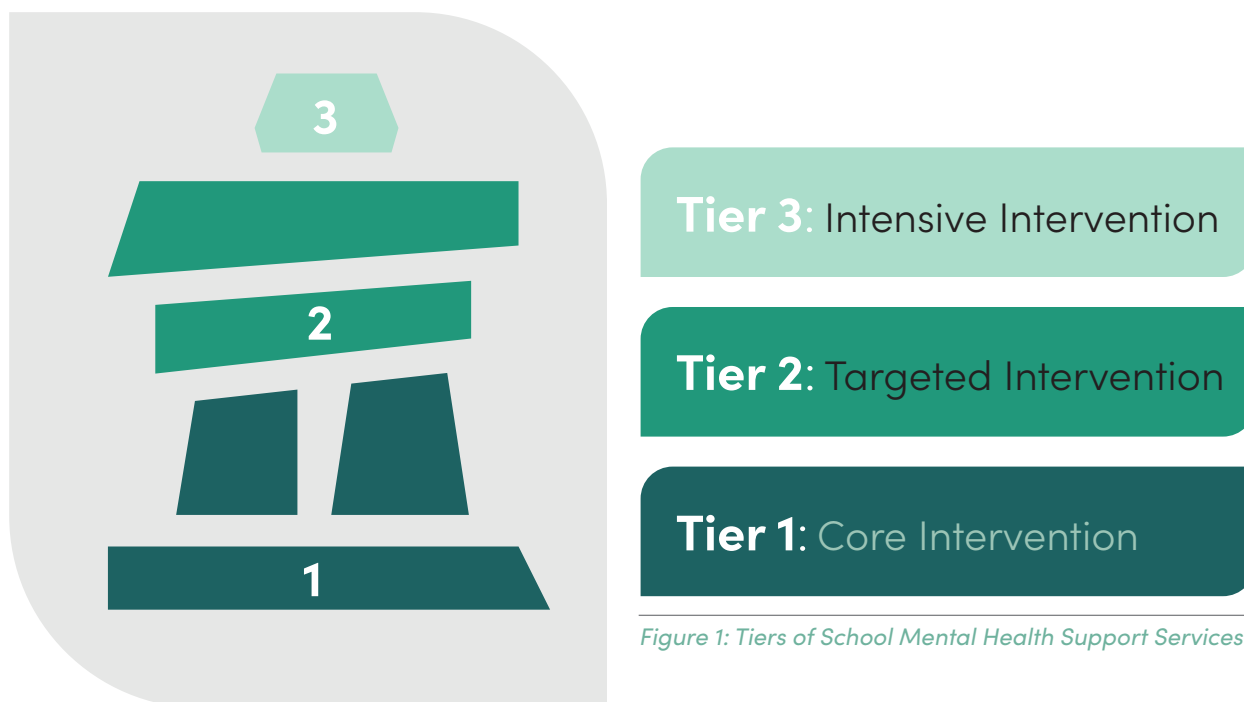 3
2
1
Tier 3: Intensive Intervention
Tier 2: Targeted Intervention
Tier 1: Core Intervention
Figure 1: Tiers of School Mental Health Support Services